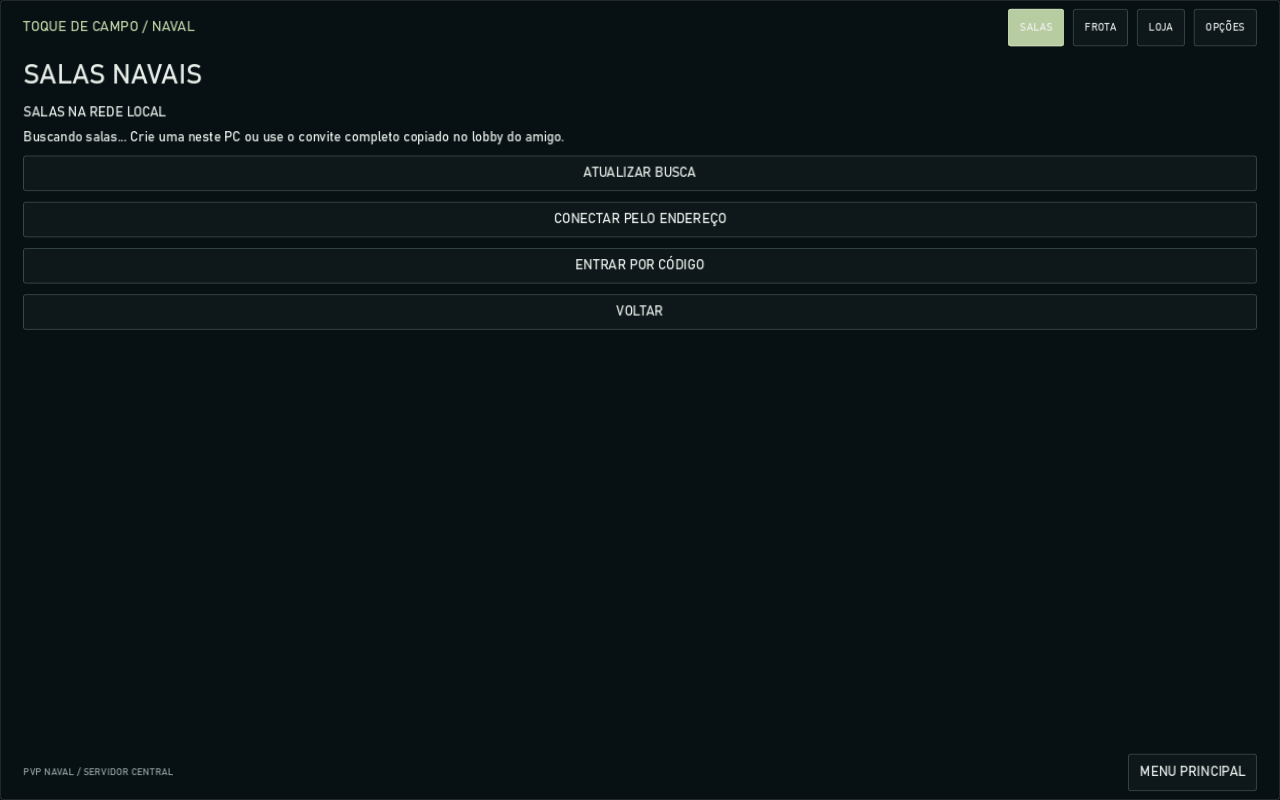 TOQUE DE CAMPO / NAVAL
SALAS
FROTA
LOJA
OPÇÕES
SALAS NAVAIS
SALAS NA REDE LOCAL
Buscando salas... Crie uma neste PC ou use o convite completo copiado no lobby do amigo.
ATUALIZAR BUSCA
CONECTAR PELO ENDEREÇO
ENTRAR POR CÓDIGO
VOLTAR
PVP NAVAL / SERVIDOR CENTRAL
MENU PRINCIPAL